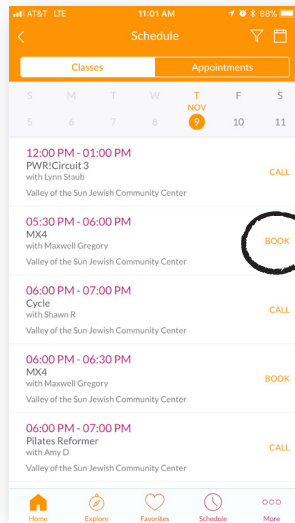 AT&T LTE 11:01 AM 88%
Schedule
Classes Appointments
S M T W T F S
NOV
5 6 7 8 9 10 11
12:00 PM - 01:00 PM
PWR!Circuit 3
with Lynn Staub
CALL
Valley of the Sun Jewish Community Center
05:30 PM - 06:00 PM
MX4
with Maxwell Gregory
BOOK
Valley of the Sun Jewish Community Center
06:00 PM - 07:00 PM
Cycle
with Shawn R
CALL
Valley of the Sun Jewish Community Center
06:00 PM - 06:30 PM
MX4
with Maxwell Gregory
BOOK
Valley of the Sun Jewish Community Center
06:00 PM - 07:00 PM
Pilates Reformer
with Amy D
CALL
Valley of the Sun Jewish Community Center
Home Explore Favorites Schedule More